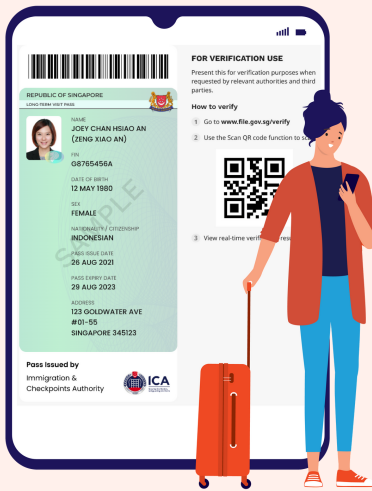 REPUBLIC OF SINGAPORE
LONG-TERM VISIT PASS
NAME
JOEY CHAN HSIAO AN
(ZENG XIAO AN)
FIN
G8765456A
DATE OF BIRTH
12 MAY 1980
SEX
FEMALE
NATIONALITY / CITIZENSHIP
INDONESIAN
PASS ISSUE DATE
26 AUG 2021
PASS EXPIRY DATE
29 AUG 2023
ADDRESS
123 GOLDWATER AVE
#01-55
SINGAPORE 345123
SAMPLE
Pass Issued by
Immigration &
Checkpoints Authority
ICA
FOR VERIFICATION USE
Present this for verification purposes when
requested by relevant authorities and third
parties.
How to verify
1 Go to www.file.gov.sg/verify
2 Use the Scan QR code function to
3 View real-time